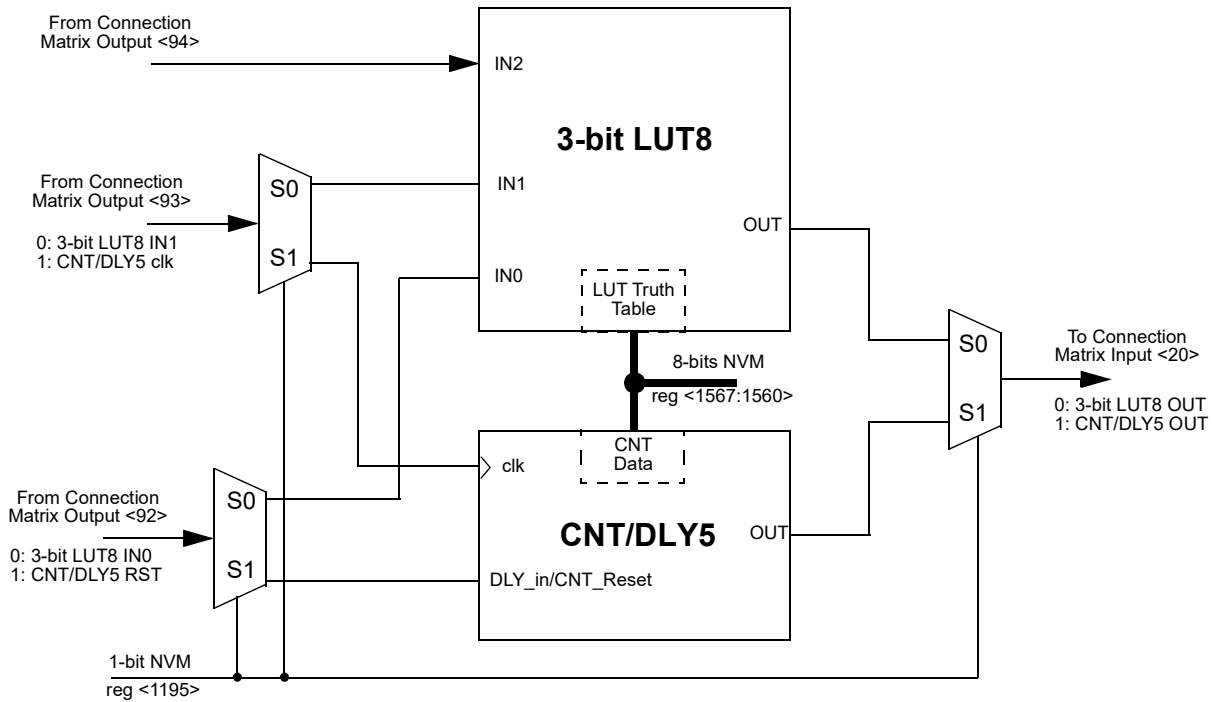 From Connection
Matrix Output <94>
IN2
3-bit LUT8
From Connection
Matrix Output <93>
S0
IN1
0: 3-bit LUT8 IN1
1: CNT/DLY5 clk
S1
OUT
IN0
LUT Truth
Table
8-bits NVM
reg <1567:1560>
S0
To Connection
Matrix Input <20>
S1
0: 3-bit LUT8 OUT
1: CNT/DLY5 OUT
CNT
Data
clk
From Connection
Matrix Output <92>
S0
CNT/DLY5
OUT
0: 3-bit LUT8 IN0
1: CNT/DLY5 RST
S1
DLY_in/CNT_Reset
1-bit NVM
reg <1195>